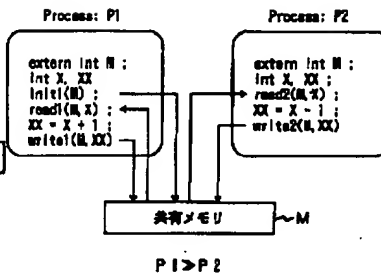 Process: P1
extern int M ;
int X, XX
init1(M) ;
read1(M,X) ;
XX = X + 1 ;
write1(M,XX)
Process: P2
extern int M ;
int X, XX ;
read2(M,X) ;
XX = X - 1 ;
write2(M,XX)
共有メモリ
M
P1≫P2